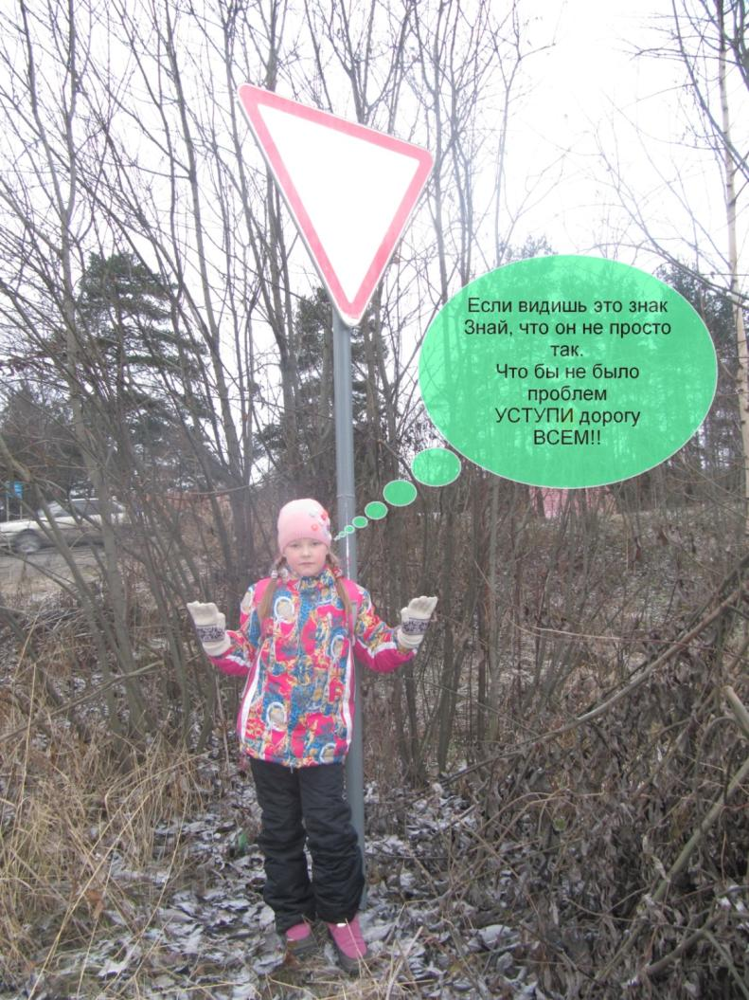 Если видишь это знак
Знай, что он не просто
так.
Что бы не было
проблем
УСТУПИ дорогу
ВСЕМ!!